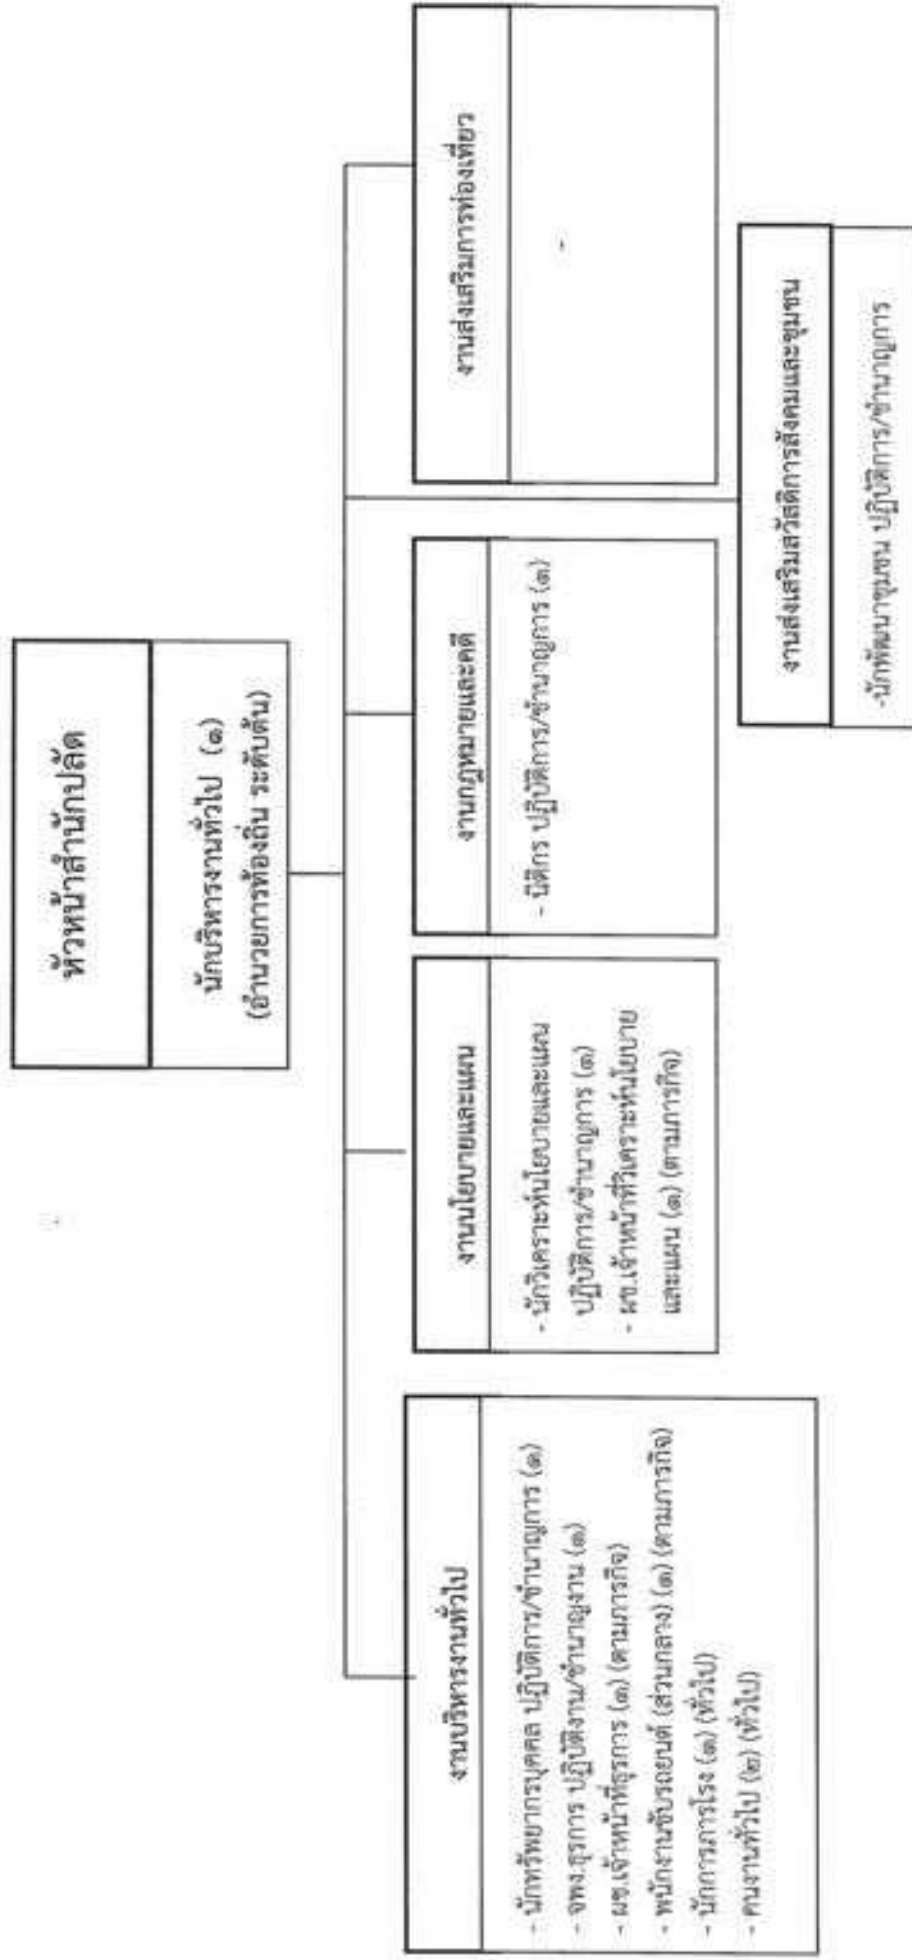 หัวหน้าสำนักปลัด
นักบริหารงานทั่วไป (๑)
(อำนวยการท้องถิ่น ระดับต้น)
งานบริหารงานทั่วไป
- นักทรัพยากรบุคคล ปฏิบัติการ/ชำนาญการ (๑)
- จพง.ธุรการ ปฏิบัติงาน/ชำนาญงาน (๑)
- ผช.เจ้าหน้าที่ธุรการ (๑) (ตามภารกิจ)
- พนักงานขับรถยนต์ (ส่วนกลาง) (๑) (ตามภารกิจ)
- นักการภารโรง (๑) (ทั่วไป)
- คนงานทั่วไป (๒) (ทั่วไป)
งานนโยบายและแผน
- นักวิเคราะห์นโยบายและแผน
ปฏิบัติการ/ชำนาญการ (๑)
- ผช.เจ้าหน้าที่วิเคราะห์นโยบาย
และแผน (๑) (ตามภารกิจ)
งานกฎหมายและคดี
- นิติกร ปฏิบัติการ/ชำนาญการ (๑)
งานส่งเสริมการท่องเที่ยว
-
งานส่งเสริมสวัสดิการสังคมและชุมชน
-นักพัฒนาชุมชน ปฏิบัติการ/ชำนาญการ